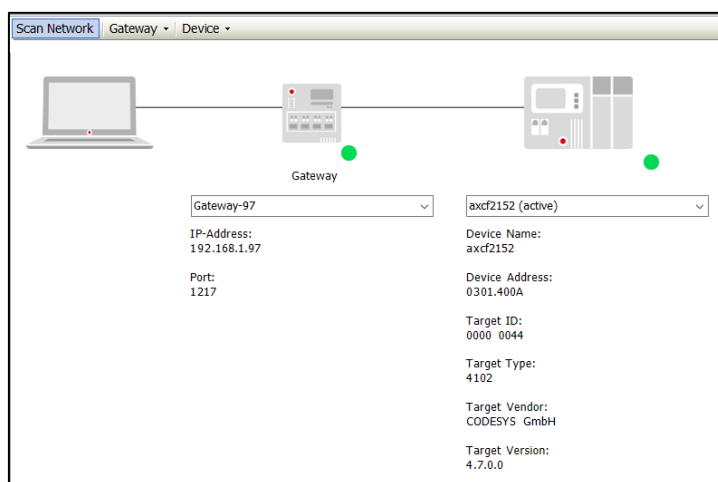 Scan Network Gateway Device
Gateway
Gateway-97
axcf2152 (active)
IP-Address:
192.168.1.97
Port:
1217
Device Name:
axcf2152
Device Address:
0301.400A
Target ID:
0000 0044
Target Type:
4102
Target Vendor:
CODESYS GmbH
Target Version:
4.7.0.0